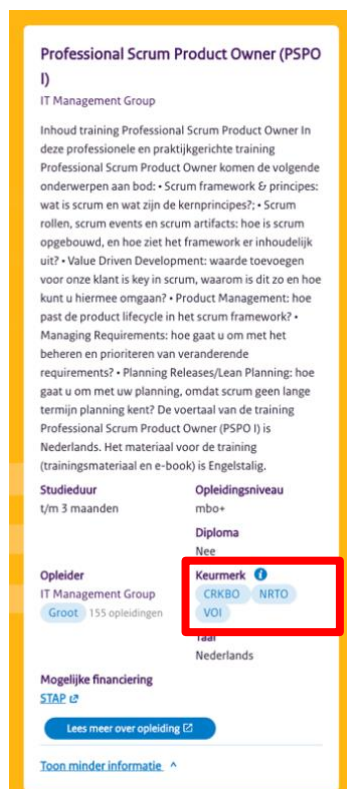 Professional Scrum Product Owner (PSPO
I)
IT Management Group
Inhoud training Professional Scrum Product Owner In
deze professionele en praktijkgerichte training
Professional Scrum Product Owner komen de volgende
onderwerpen aan bod: • Scrum framework & principes:
wat is scrum en wat zijn de kernprincipes?; • Scrum
rollen, scrum events en scrum artifacts: hoe is scrum
opgebouwd, en hoe ziet het framework er inhoudelijk
uit? • Value Driven Development: waarde toevoegen
voor onze klant is key in scrum, waarom is dit zo en hoe
kunt u hiermee omgaan? • Product Management: hoe
past de product lifecycle in het scrum framework? •
Managing Requirements: hoe gaat u om met het
beheren en prioriteren van veranderende
requirements? • Planning Releases/Lean Planning: hoe
gaat u om met uw planning, omdat scrum geen lange
termijn planning kent? De voertaal van de training
Professional Scrum Product Owner (PSPO I) is
Nederlands. Het materiaal voor de training
(trainingsmateriaal en e-book) is Engelstalig.
Studieduur Opleidingsniveau
t/m 3 maanden mbo+
Diploma
Nee
Opleider Keurmerk
IT Management Group CRKBO NRTO
Groot 155 opleidingen VOI
Taal
Nederlands
Mogelijke financiering
STAP
Lees meer over opleiding
Toon minder informatie ^